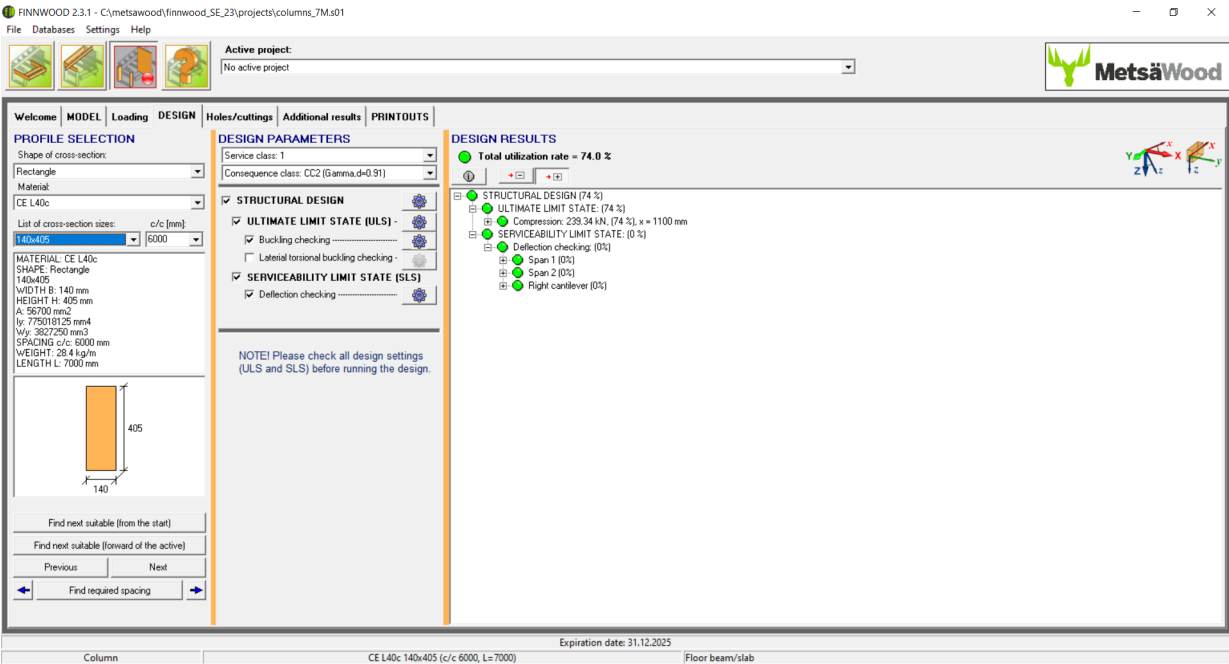 FINNWOOD 2.3.1 - C:\metsawood\finnwood_SE_23\projects\columns_7M.s01
File Databases Settings Help
Active project:
No active project
MetsäWood
Welcome MODEL Loading DESIGN Holes/cuttings Additional results PRINTOUTS
PROFILE SELECTION
Shape of cross-section:
Rectangle
Material:
CE L40c
List of cross-section sizes: c/c [mm]:
140x405 6000
MATERIAL: CE L40c
SHAPE: Rectangle
140x405
WIDTH B: 140 mm
HEIGHT H: 405 mm
A: 56700 mm2
Iy: 775018125 mm4
Wy: 3827250 mm3
SPACING c/c: 6000 mm
WEIGHT: 28.4 kg/m
LENGTH L: 7000 mm
405
140
Find next suitable (from the start)
Find next suitable (forward of the active)
Previous Next
Find required spacing
DESIGN PARAMETERS
Service class: 1
Consequence class: CC2 (Gamma,d=0.91)
STRUCTURAL DESIGN
ULTIMATE LIMIT STATE (ULS) -
Buckling checking
Laterial torsional buckling checking -
SERVICEABILITY LIMIT STATE (SLS)
Deflection checking
NOTE! Please check all design settings
(ULS and SLS) before running the design.
DESIGN RESULTS
Total utilization rate = 74.0 %
STRUCTURAL DESIGN (74 %)
ULTIMATE LIMIT STATE: (74 %)
Compression: 239.34 kN, (74 %), x = 1100 mm
SERVICEABILITY LIMIT STATE: (0 %)
Deflection checking: (0%)
Span 1 (0%)
Span 2 (0%)
Right cantilever (0%)
Y x X Z z
x y z
Expiration date: 31.12.2025
Column CE L40c 140x405 (c/c 6000, L=7000) Floor beam/slab